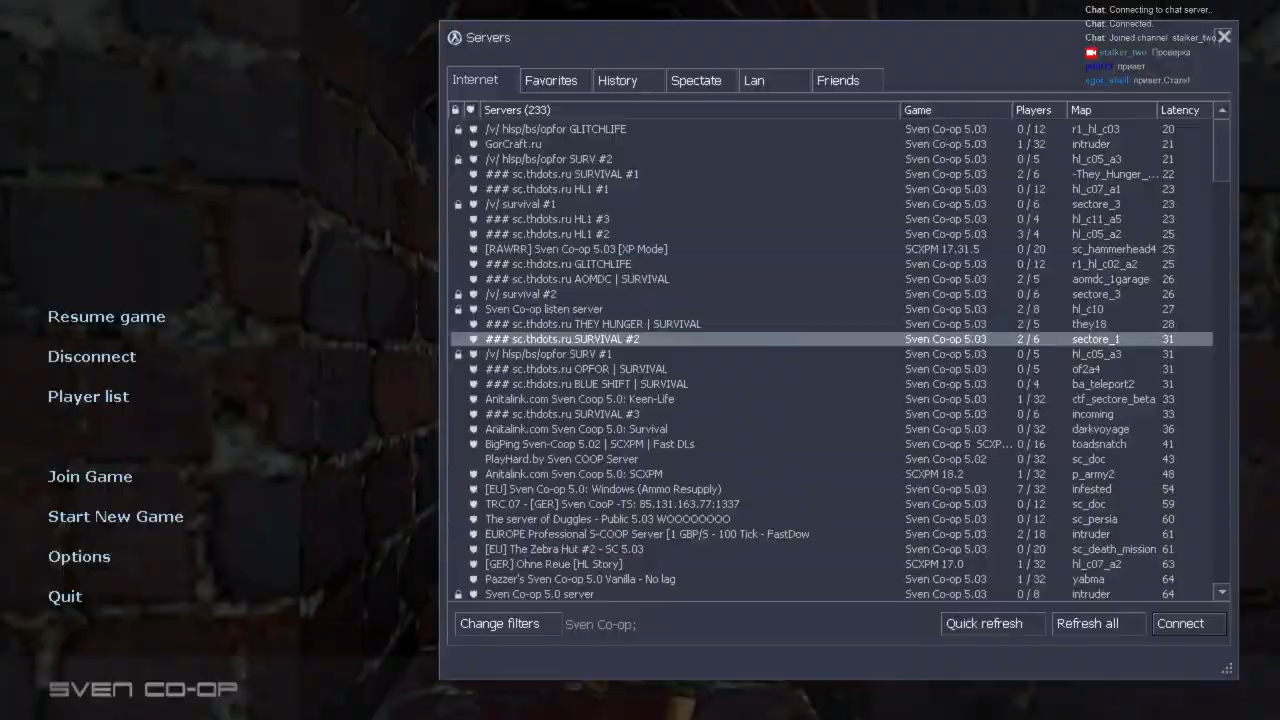 Chat: Connecting to chat server..
Chat: Connected.
Chat: Joined channel stalker_two
stalker_two Проверка
привет
egor_shell: привет,Сталк!
Servers
Internet Favorites History Spectate Lan Friends
Servers (233) Game Players Map Latency
/v/ hlsp/bs/opfor GLITCHLIFE Sven Co-op 5.03 0 / 12 r1_hl_c03 20
GorCraft.ru Sven Co-op 5.03 1 / 32 intruder 21
/v/ hlsp/bs/opfor SURV #2 Sven Co-op 5.03 0 / 5 hl_c05_a3 21
### sc.thdots.ru SURVIVAL #1 Sven Co-op 5.03 2 / 6 -They_Hunger_... 22
### sc.thdots.ru HL1 #1 Sven Co-op 5.03 0 / 12 hl_c07_a1 23
/v/ survival #1 Sven Co-op 5.03 0 / 6 sectore_3 23
### sc.thdots.ru HL1 #3 Sven Co-op 5.03 0 / 4 hl_c11_a5 23
### sc.thdots.ru HL1 #2 Sven Co-op 5.03 3 / 4 hl_c05_a2 25
[RAWRR] Sven Co-op 5.03 [XP Mode] SCXPM 17.31.5 0 / 20 sc_hammerhead4 25
### sc.thdots.ru GLITCHLIFE Sven Co-op 5.03 0 / 12 r1_hl_c02_a2 25
### sc.thdots.ru AOMDC | SURVIVAL Sven Co-op 5.03 2 / 5 aomdc_1garage 26
/v/ survival #2 Sven Co-op 5.03 0 / 6 sectore_3 26
Sven Co-op listen server Sven Co-op 5.03 2 / 8 hl_c10 27
### sc.thdots.ru THEY HUNGER | SURVIVAL Sven Co-op 5.03 2 / 5 they18 28
### sc.thdots.ru SURVIVAL #2 Sven Co-op 5.03 2 / 6 sectore_1 31
/v/ hlsp/bs/opfor SURV #1 Sven Co-op 5.03 0 / 5 hl_c05_a3 31
### sc.thdots.ru OPFOR | SURVIVAL Sven Co-op 5.03 0 / 5 of2a4 31
### sc.thdots.ru BLUE SHIFT | SURVIVAL Sven Co-op 5.03 0 / 4 ba_teleport2 31
Anitalink.com Sven Coop 5.0: Keen-Life Sven Co-op 5.03 1 / 32 ctf_sectore_beta 33
### sc.thdots.ru SURVIVAL #3 Sven Co-op 5.03 0 / 6 incoming 33
Anitalink.com Sven Coop 5.0: Survival Sven Co-op 5.03 0 / 32 darkvoyage 36
BigPing Sven-Coop 5.02 | SCXPM | Fast DLs Sven Co-op 5 SCXP... 0 / 16 toadsnatch 41
PlayHard.by Sven COOP Server Sven Co-op 5.02 0 / 32 sc_doc 43
Anitalink.com Sven Coop 5.0: SCXPM SCXPM 18.2 1 / 32 p_army2 48
[EU] Sven Co-op 5.0: Windows (Ammo Resupply) Sven Co-op 5.03 7 / 32 infested 54
TRC 07 - [GER] Sven CooP -TS: 85.131.163.77:1337 Sven Co-op 5.03 0 / 12 sc_doc 59
The server of Duggles - Public 5.03 WOOOOOOOO Sven Co-op 5.03 0 / 12 sc_persia 60
EUROPE Professional S-COOP Server [1 GBP/S - 100 Tick - FastDow Sven Co-op 5.03 2 / 18 intruder 61
[EU] The Zebra Hut #2 - SC 5.03 Sven Co-op 5.03 0 / 20 sc_death_mission 61
[GER] Ohne Reue [HL Story] SCXPM 17.0 1 / 32 hl_c07_a2 63
Pazzer's Sven Co-op 5.0 Vanilla - No lag Sven Co-op 5.03 1 / 32 yabma 64
Sven Co-op 5.0 server Sven Co-op 5.03 0 / 8 intruder 64
Change filters Sven Co-op; Quick refresh Refresh all Connect
Resume game
Disconnect
Player list
Join Game
Start New Game
Options
Quit
SVEN CO-OP